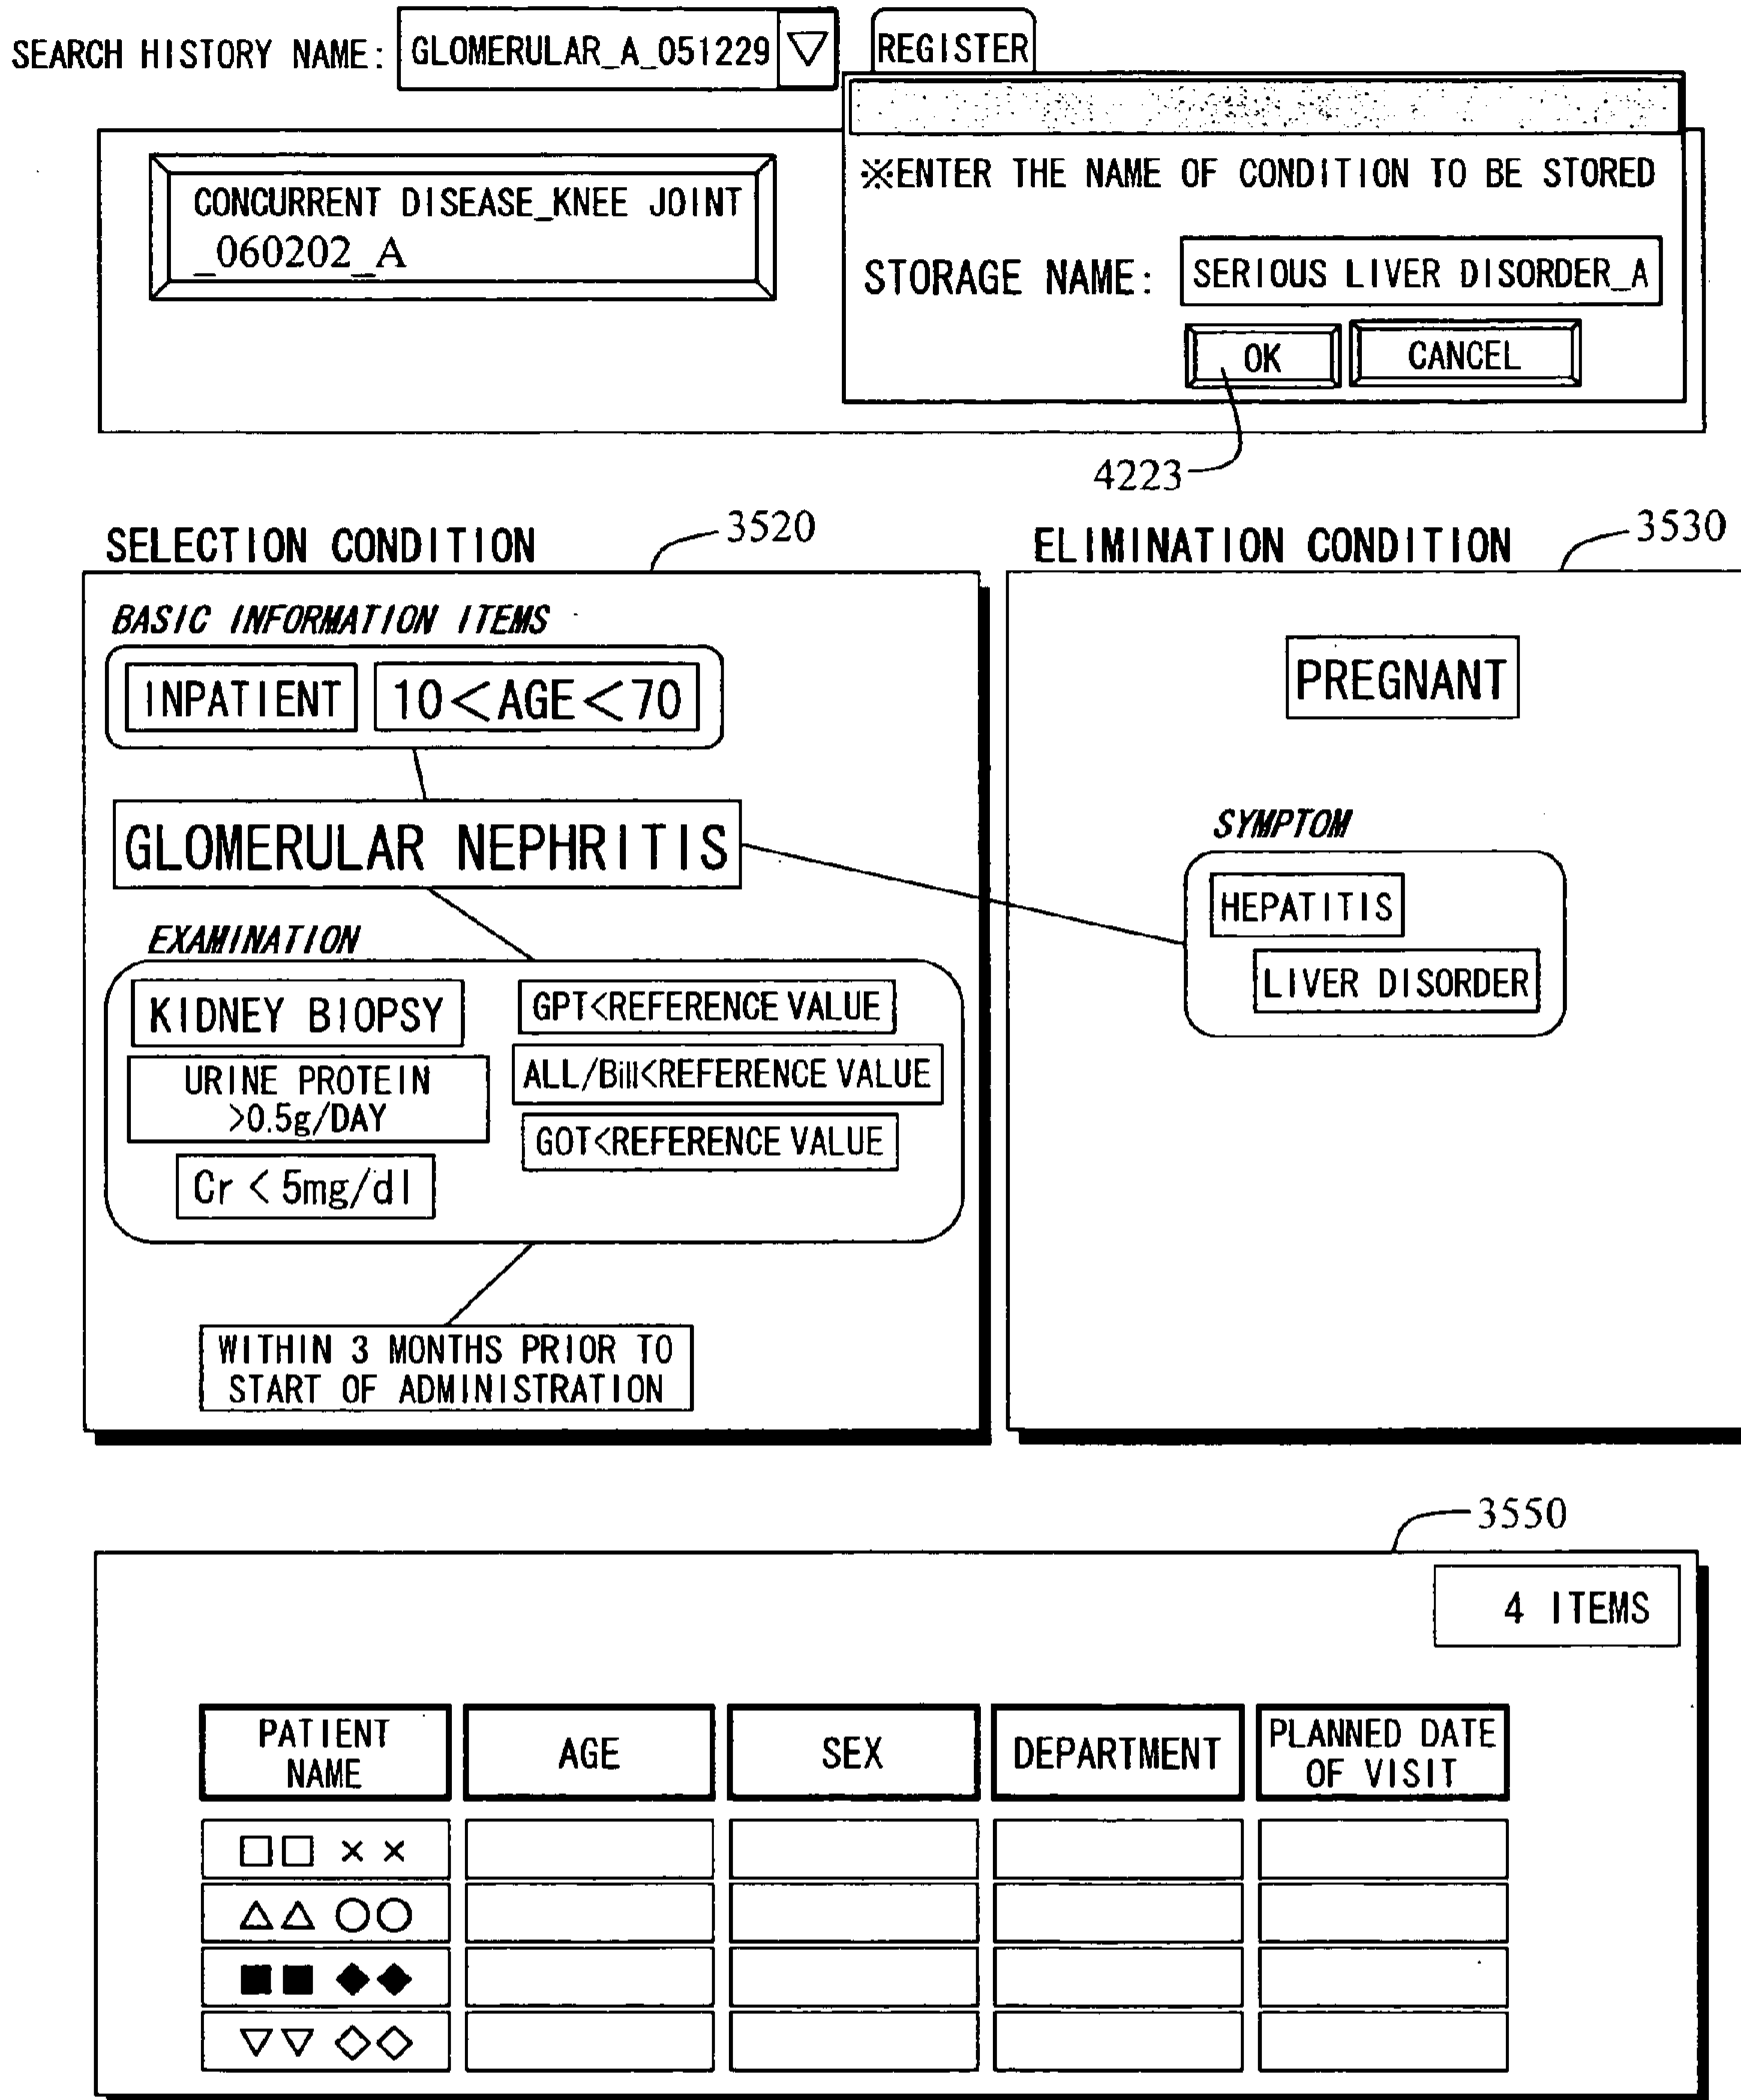 SEARCH HISTORY NAME: GLOMERULAR_A_051229 ▽ REGISTER
CONCURRENT DISEASE_KNEE JOINT
_060202_A
※ENTER THE NAME OF CONDITION TO BE STORED
STORAGE NAME: SERIOUS LIVER DISORDER_A
OK CANCEL
4223
SELECTION CONDITION 3520
BASIC INFORMATION ITEMS
INPATIENT 10<AGE<70
GLOMERULAR NEPHRITIS
EXAMINATION
KIDNEY BIOPSY
URINE PROTEIN
>0.5g/DAY
Cr < 5mg/dl
GPT<REFERENCE VALUE
ALL/Bill<REFERENCE VALUE
GOT<REFERENCE VALUE
WITHIN 3 MONTHS PRIOR TO
START OF ADMINISTRATION
ELIMINATION CONDITION 3530
PREGNANT
SYMPTOM
HEPATITIS
LIVER DISORDER
3550
4 ITEMS
PATIENT
NAME
AGE
SEX
DEPARTMENT
PLANNED DATE
OF VISIT
□□ ××
△△ ○○
■■ ◆◆
▽▽ ◇◇